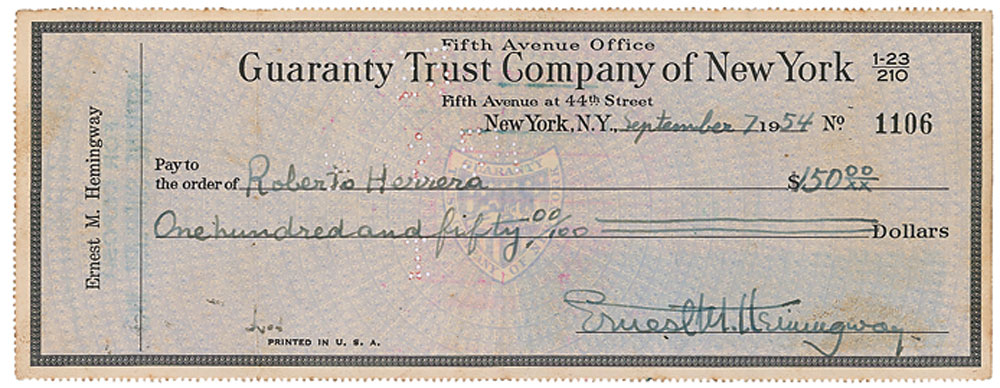 Fifth Avenue Office
Guaranty Trust Company of New York 1-23/210
Fifth Avenue at 44th Street
New York, N.Y., September 7 1954 Nº 1106
Ernest M. Hemingway
Pay to
the order of Roberto Herrera $150 00/xx
One hundred and fifty 00/100 Dollars
Ernest M. Hemingway
PRINTED IN U. S. A.